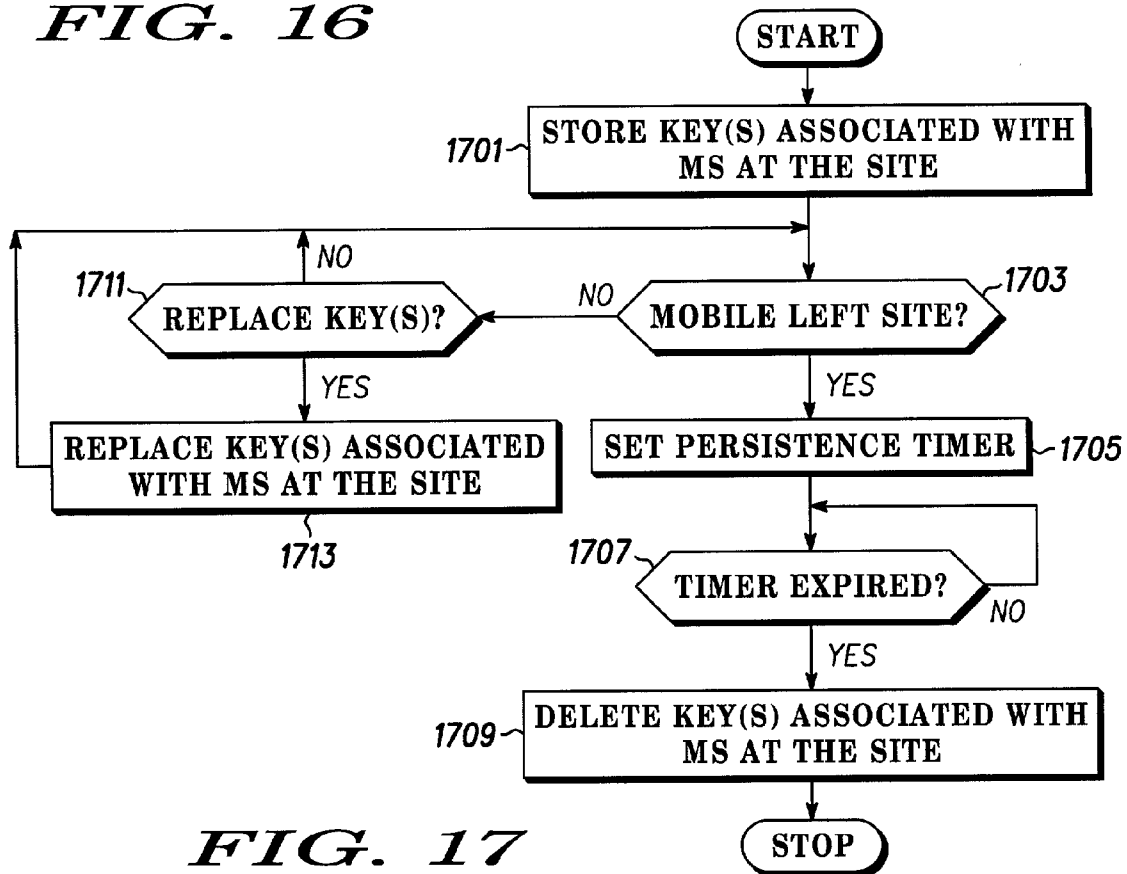 FIG. 16
START
1701
STORE KEY(S) ASSOCIATED WITH
MS AT THE SITE
NO
1711
REPLACE KEY(S)?
NO
MOBILE LEFT SITE?
1703
YES
YES
REPLACE KEY(S) ASSOCIATED
WITH MS AT THE SITE
1713
SET PERSISTENCE TIMER
1705
1707
TIMER EXPIRED?
NO
YES
1709
DELETE KEY(S) ASSOCIATED WITH
MS AT THE SITE
FIG. 17
STOP